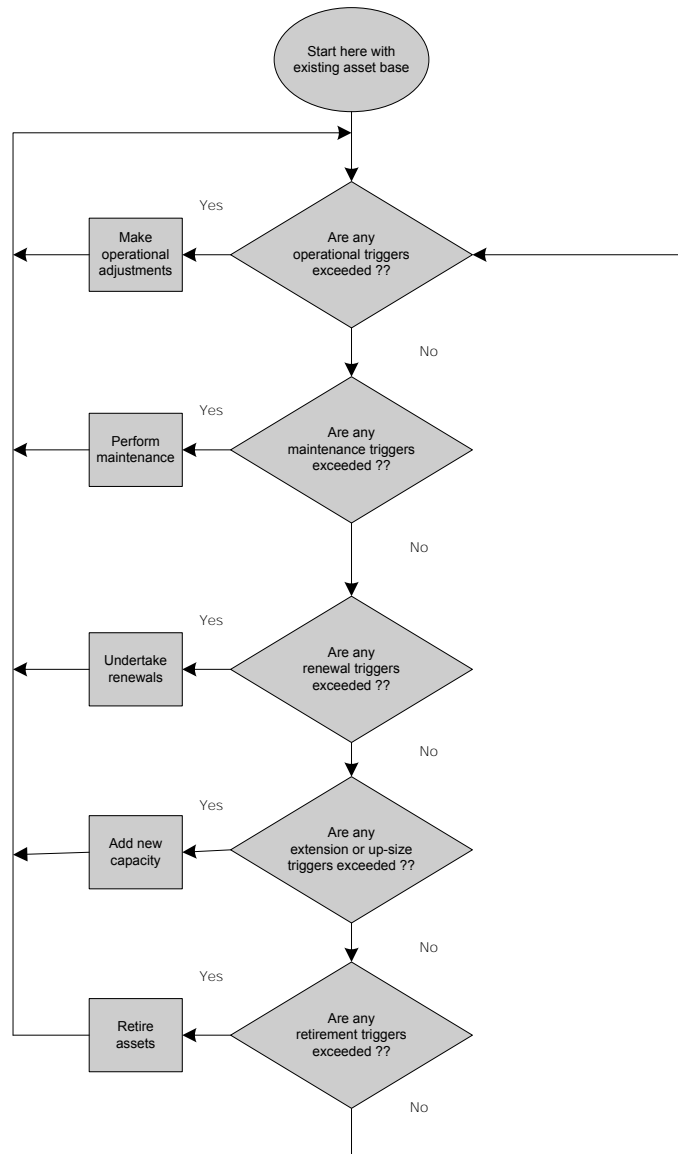 Start here with
existing asset base
Yes
Make
operational
adjustments
Are any
operational triggers
exceeded ??
No
Yes
Perform
maintenance
Are any
maintenance triggers
exceeded ??
No
Yes
Undertake
renewals
Are any
renewal triggers
exceeded ??
No
Yes
Add new
capacity
Are any
extension or up-size
triggers exceeded ??
No
Yes
Retire
assets
Are any
retirement triggers
exceeded ??
No